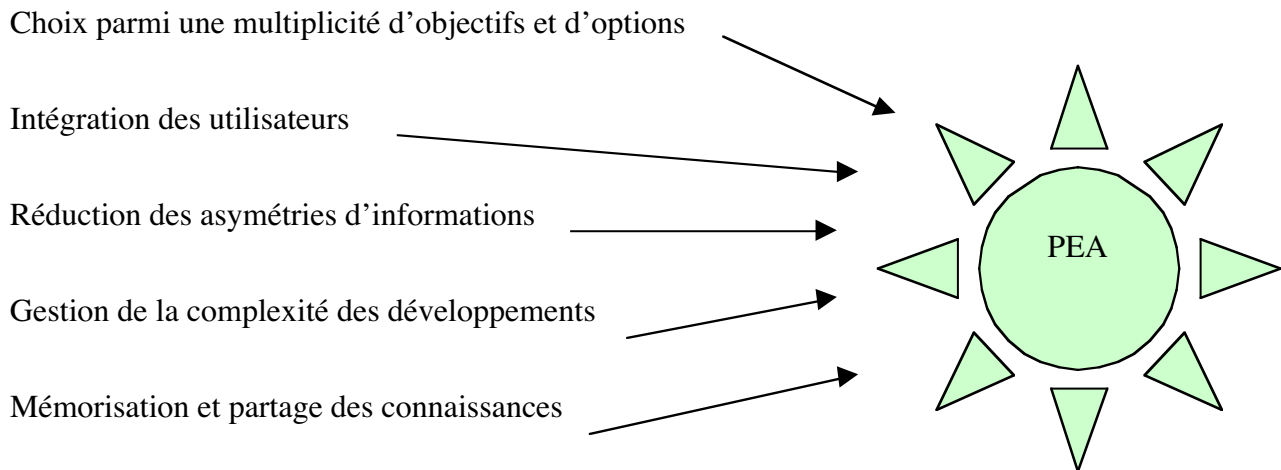 Choix parmi une multiplicité d’objectifs et d’options
Intégration des utilisateurs
Réduction des asymétries d’informations
PEA
Gestion de la complexité des développements
Mémorisation et partage des connaissances